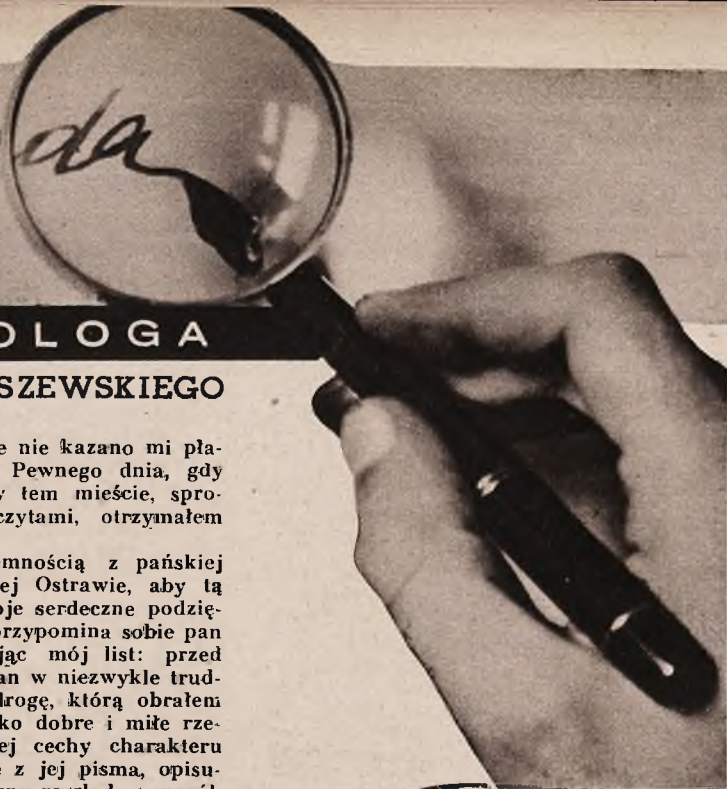 da
OLOGA
SZEWSKIEGO
e nie kazano mi pła-
Pewnego dnia, gdy
tem mieście, spro-
czytami, otrzymałem
mnością z pańskiej
ej Ostrawie, aby tą
oje serdeczne podzię-
rzypomina sobie pan
jąc mój list: przed
an w niezwykle trud-
drogę, którą obrałem
ko dobre i miłe rze-
ej cechy charakteru
z jej pisma, opisu-